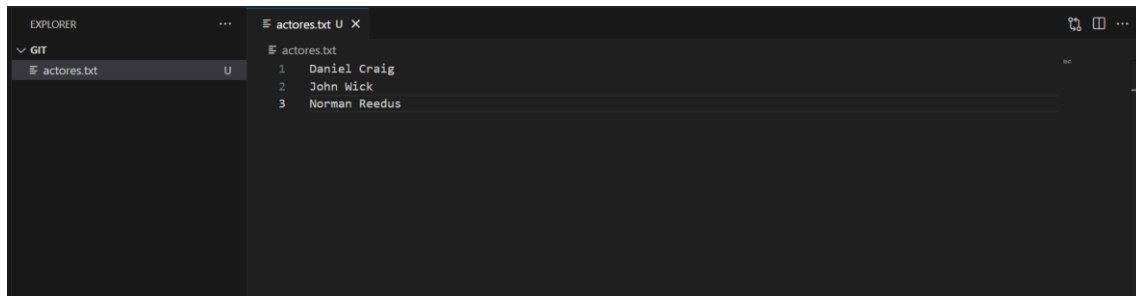 EXPLORER
GIT
actores.txt U
actores.txt U
actores.txt
1 Daniel Craig
2 John Wick
3 Norman Reedus